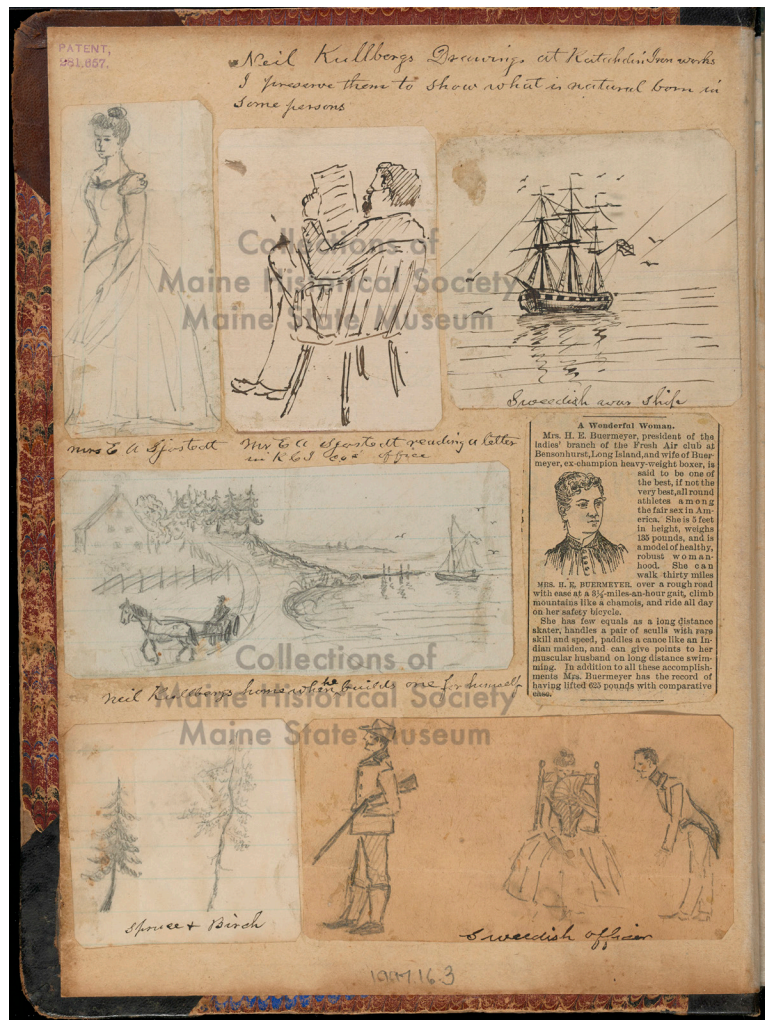 PATENT,
281,657.
Neil Kullbergs Drawings at Katahdin Iron works
I preserve them to show what is natural born in
some persons
Collections of
Maine Historical Society
Maine State Museum
Sweedish war ship
Mrs E A Sjostedt
Mr E A Sjostedt reading a letter
in K & I Co's office
A Wonderful Woman.
Mrs. H. E. Buermeyer, president of the
ladies' branch of the Fresh Air club at
Bensonhurst, Long Island, and wife of Buer-
meyer, ex-champion heavy-weight boxer, is
said to be one of
the best, if not the
very best, all round
athletes among
the fair sex in Am-
erica. She is 5 feet
in height, weighs
135 pounds, and is
a model of healthy,
robust woman-
hood. She can
walk thirty miles
MRS. H. E. BUERMEYER. over a rough road
with ease at a 3½-miles-an-hour gait, climb
mountains like a chamois, and ride all day
on her safety bicycle.
She has few equals as a long distance
skater, handles a pair of sculls with rare
skill and speed, paddles a canoe like an In-
dian maiden, and can give points to her
muscular husband on long distance swim-
ming. In addition to all these accomplish-
ments Mrs. Buermeyer has the record of
having lifted 625 pounds with comparative
ease.
Collections of
Neil Kullbergs home when he builds one for himself
Maine Historical Society
Maine State Museum
Spruce & Birch
Sweedish officer
1997.16.3